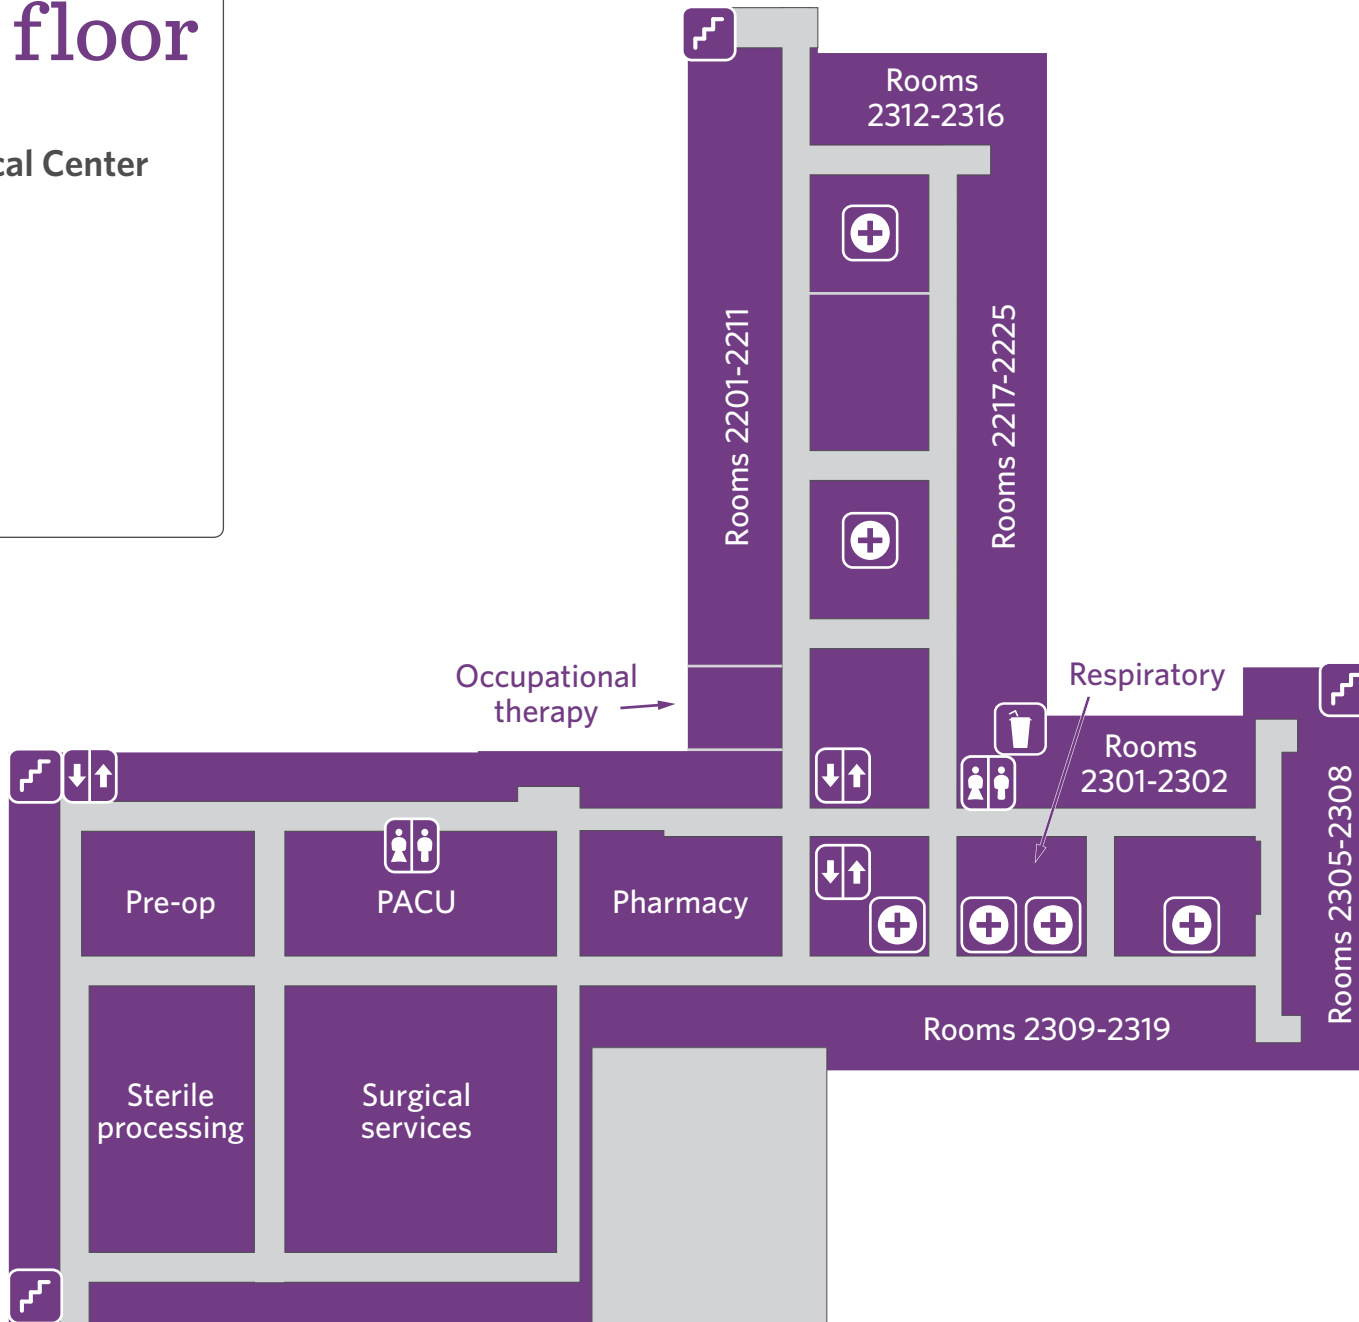 floor
cal Center
Rooms
2312-2316
Rooms 2201-2211
Rooms 2217-2225
Occupational
therapy
Respiratory
Rooms
2301-2302
Rooms 2305-2308
Pre-op
PACU
Pharmacy
Rooms 2309-2319
Sterile
processing
Surgical
services